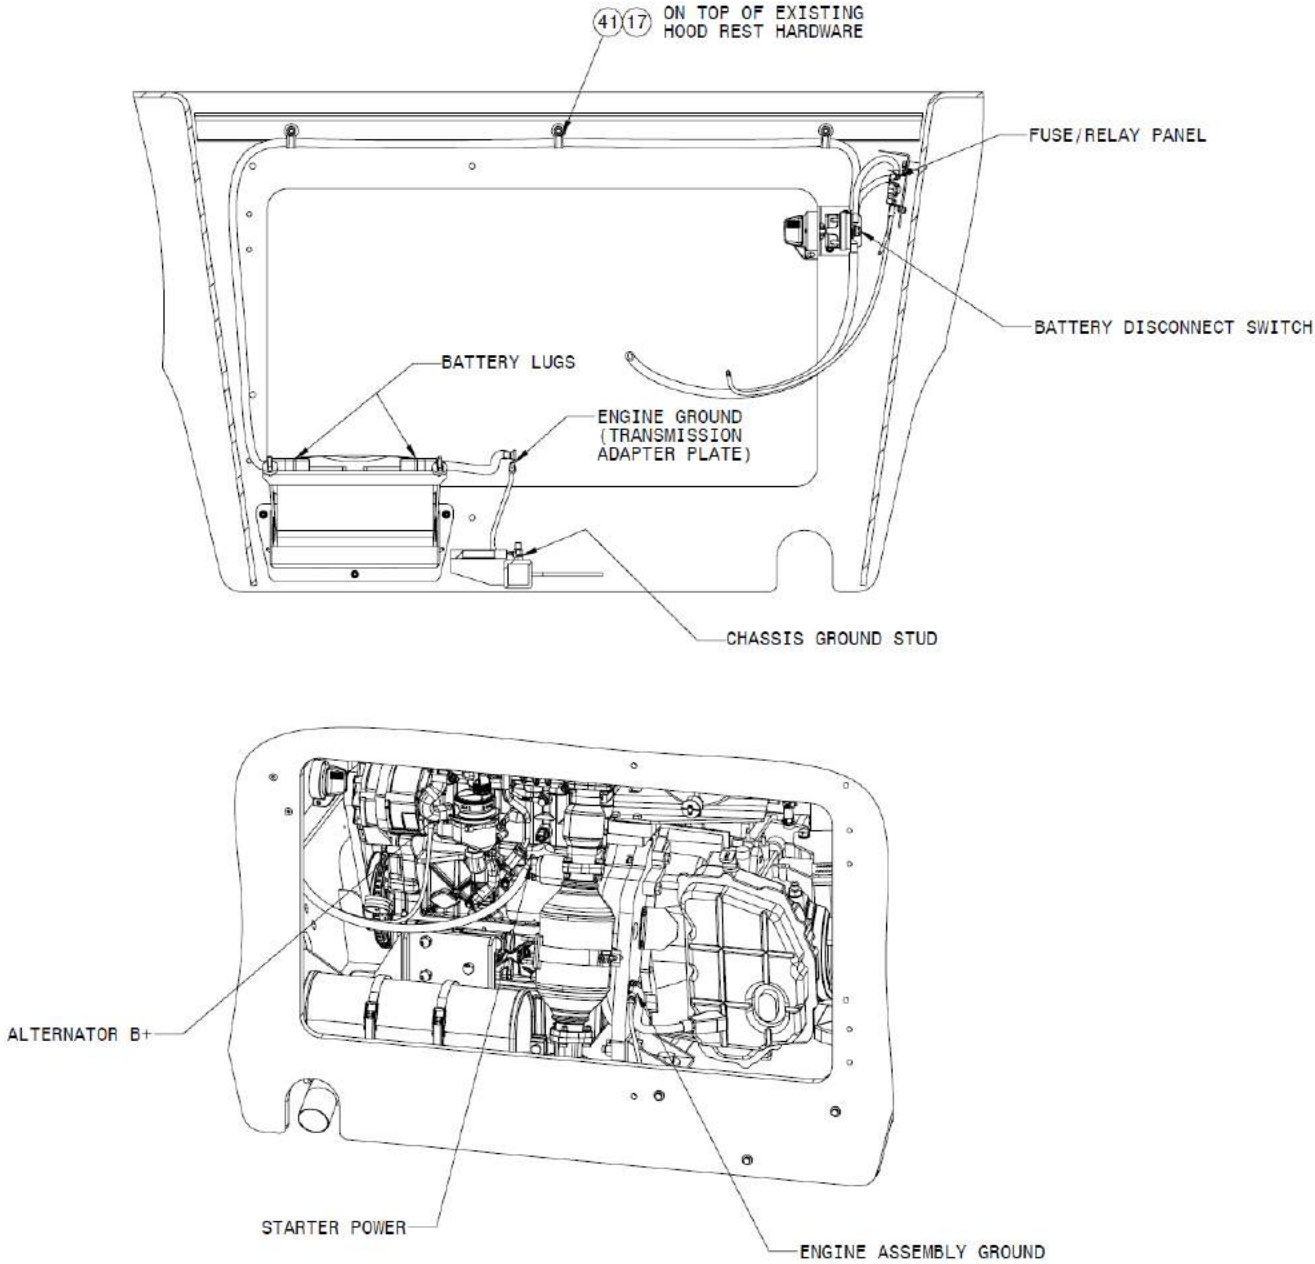 41 17 ON TOP OF EXISTING
HOOD REST HARDWARE
FUSE/RELAY PANEL
BATTERY DISCONNECT SWITCH
BATTERY LUGS
ENGINE GROUND
(TRANSMISSION
ADAPTER PLATE)
CHASSIS GROUND STUD
ALTERNATOR B+
STARTER POWER
ENGINE ASSEMBLY GROUND